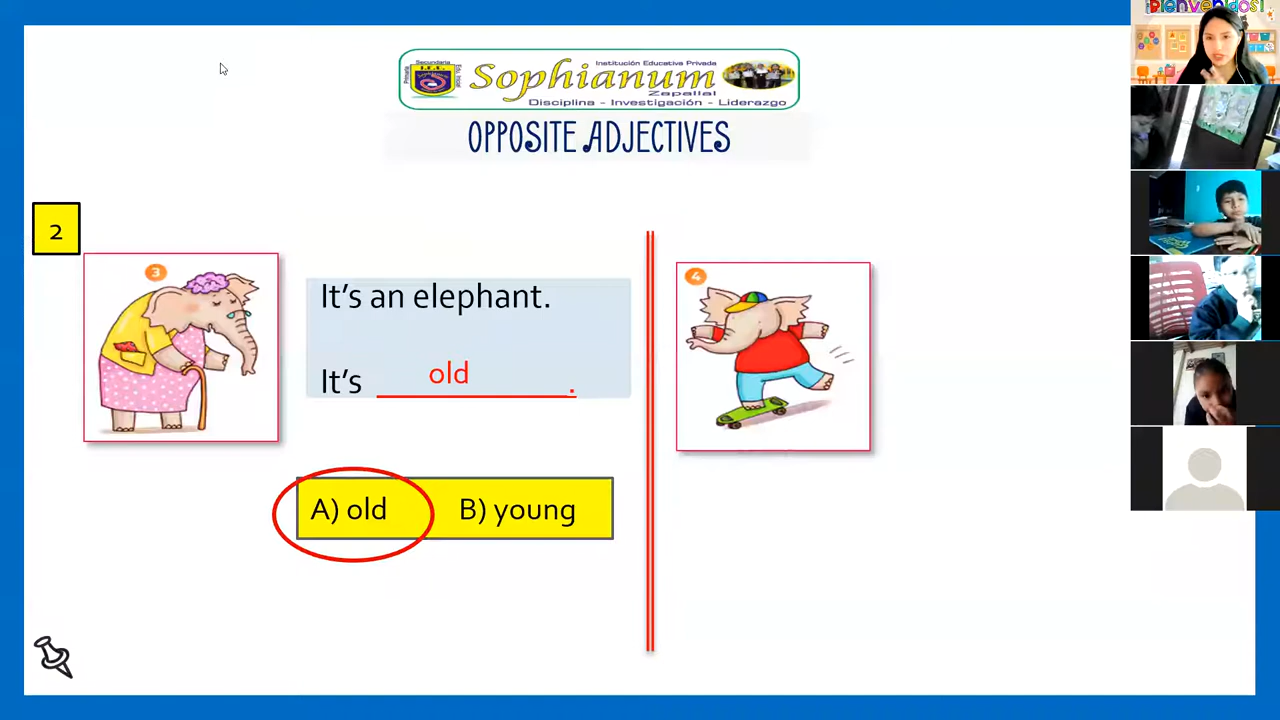 ¡BIENVENIDOS!
Institución Educativa Privada
Secundaria
Primaria
I.E.P.
Sophianum
Zapallal
Disciplina - Investigación - Liderazgo
OPPOSITE ADJECTIVES
2
3
It's an elephant.
It's old .
A) old B) young
4